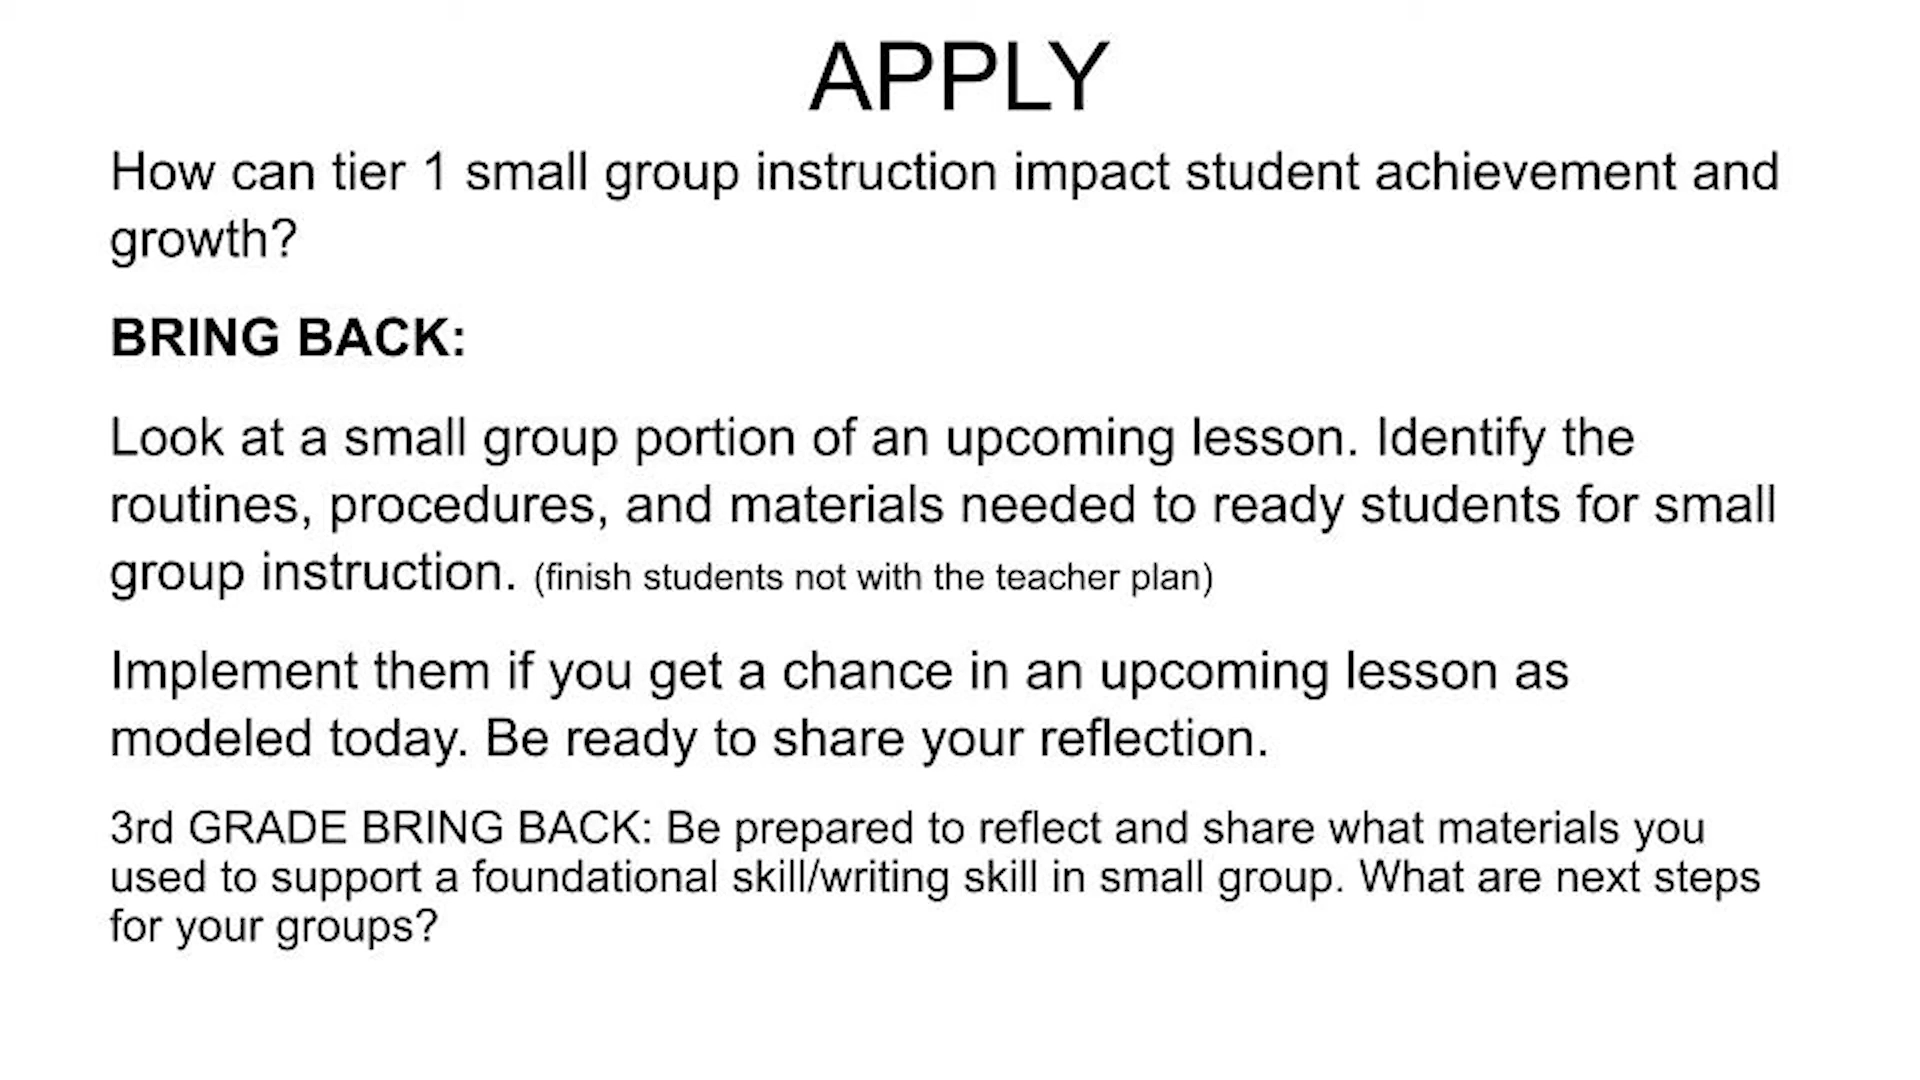 APPLY
How can tier 1 small group instruction impact student achievement and
growth?
BRING BACK:
Look at a small group portion of an upcoming lesson. Identify the
routines, procedures, and materials needed to ready students for small
group instruction. (finish students not with the teacher plan)
Implement them if you get a chance in an upcoming lesson as
modeled today. Be ready to share your reflection.
3rd GRADE BRING BACK: Be prepared to reflect and share what materials you
used to support a foundational skill/writing skill in small group. What are next steps
for your groups?